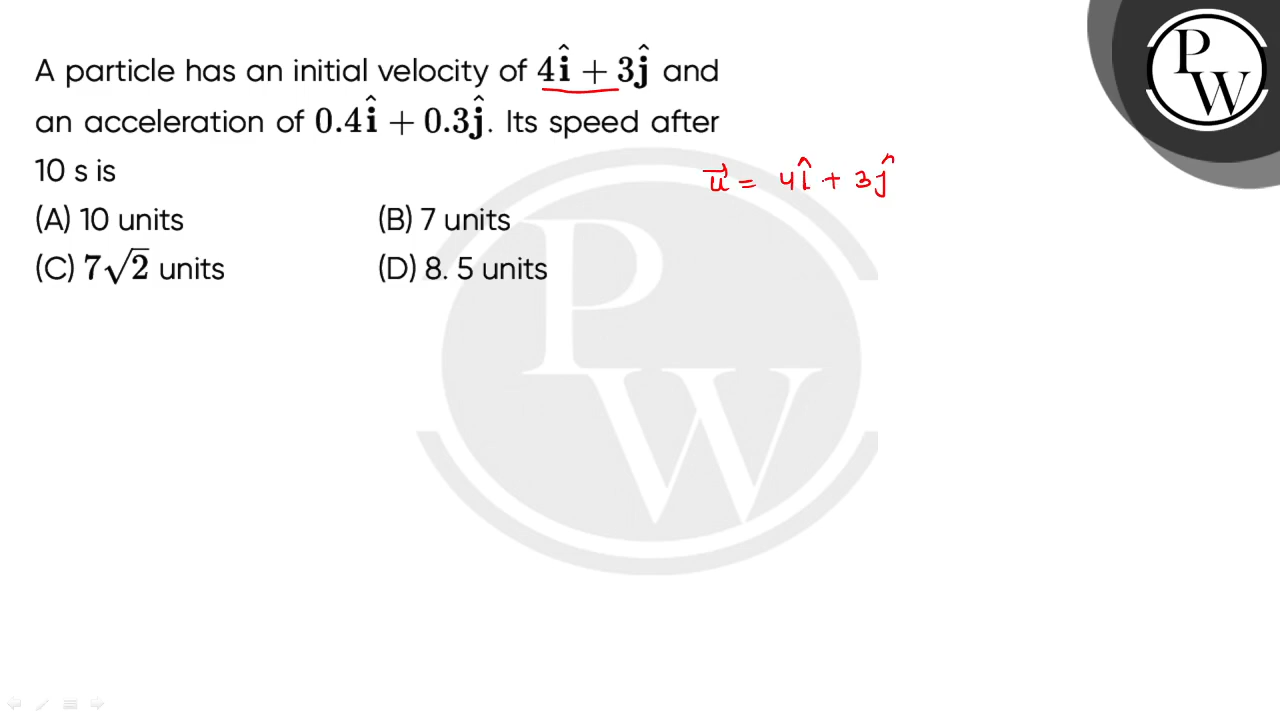 A particle has an initial velocity of 4î + 3ĵ and
an acceleration of 0.4î + 0.3ĵ. Its speed after
10 s is
(A) 10 units (B) 7 units
(C) 7√2 units (D) 8. 5 units
u⃗ = 4î + 3ĵ
P
W
P
W